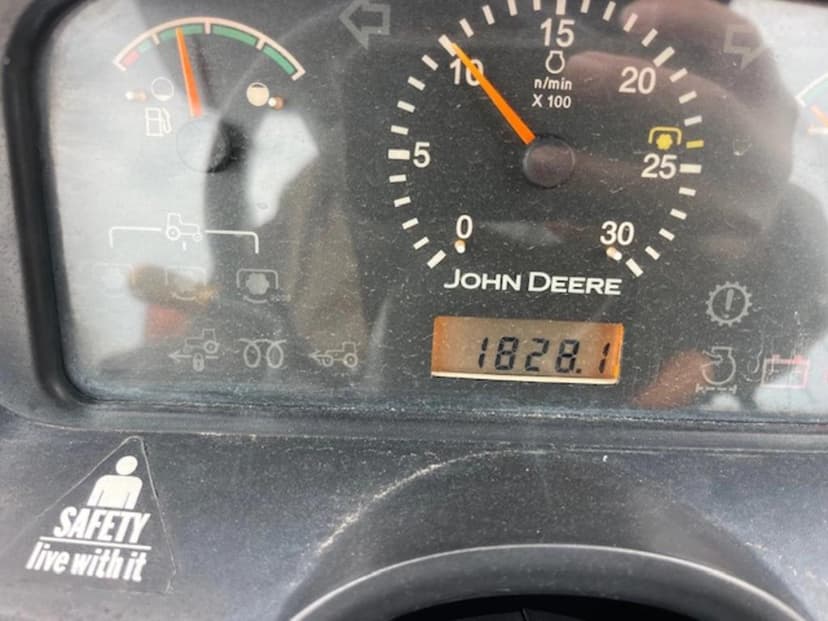 15
10
20
n/min
X 100
5
25
0
30
JOHN DEERE
1828.1
SAFETY
live with it